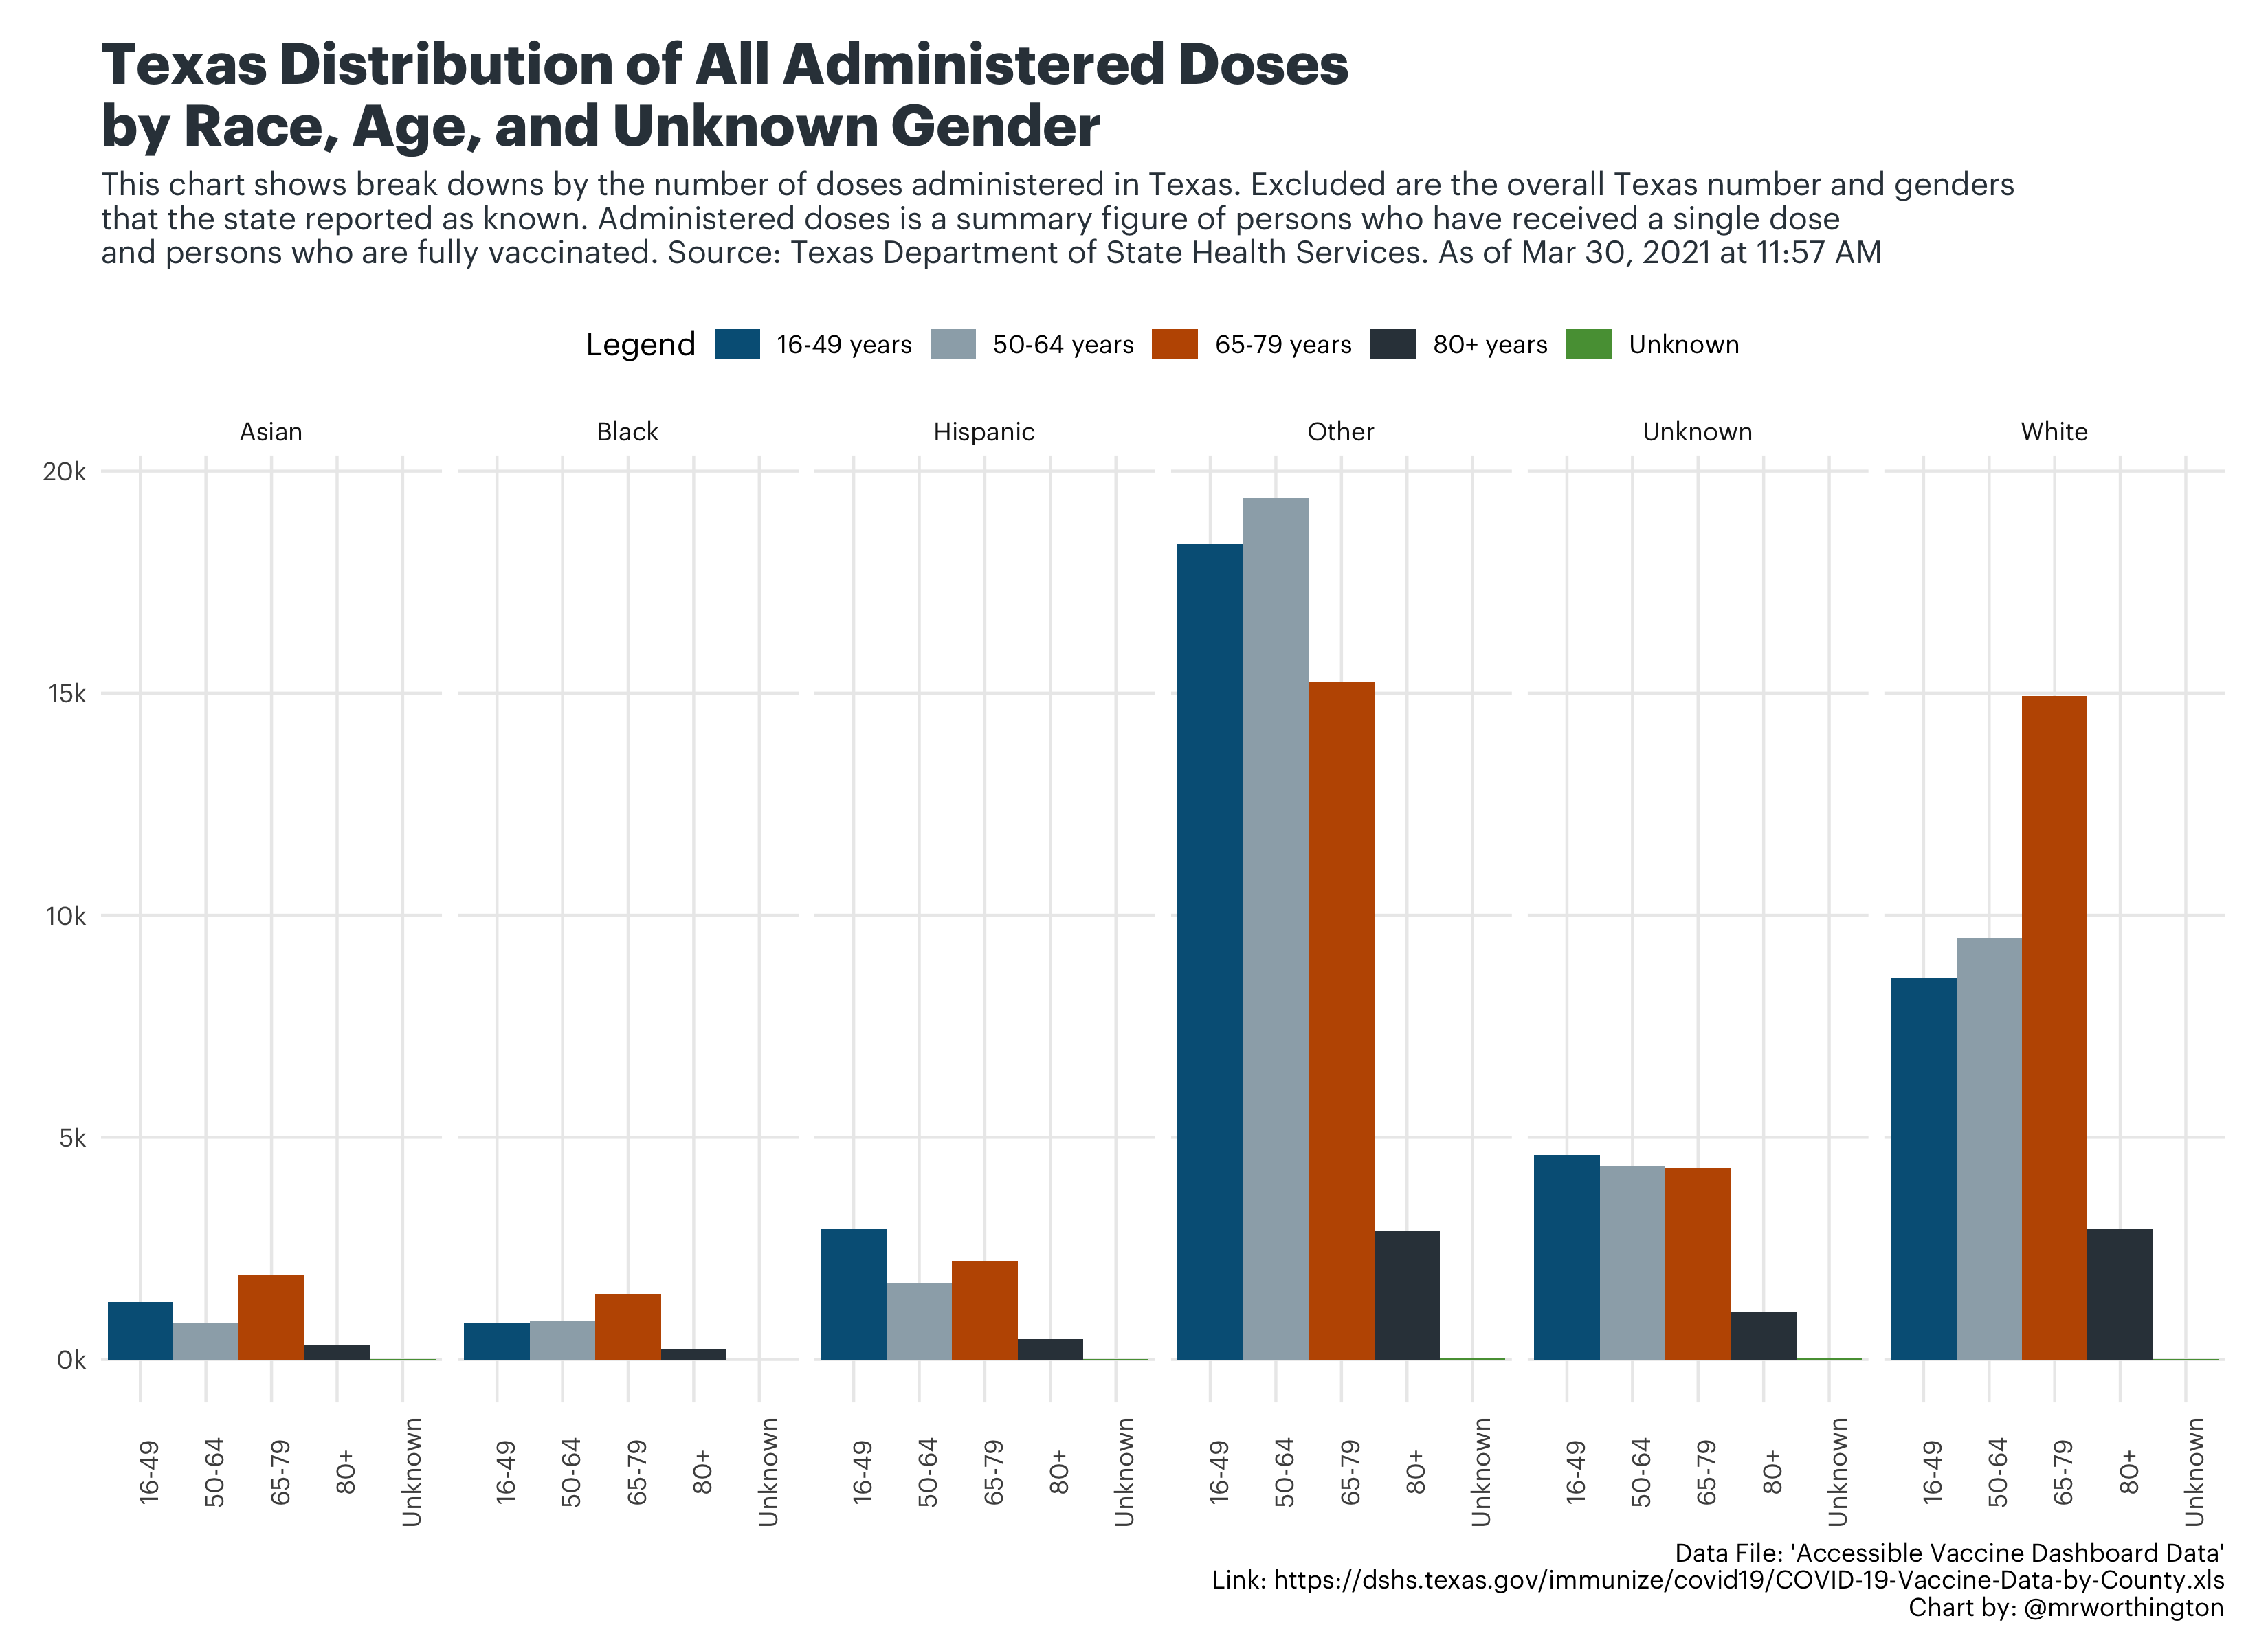 Texas Distribution of All Administered Doses
by Race, Age, and Unknown Gender
This chart shows break downs by the number of doses administered in Texas. Excluded are the overall Texas number and genders
that the state reported as known. Administered doses is a summary figure of persons who have received a single dose
and persons who are fully vaccinated. Source: Texas Department of State Health Services. As of Mar 30, 2021 at 11:57 AM
Legend 16-49 years 50-64 years 65-79 years 80+ years Unknown
Asian Black Hispanic Other Unknown White
20k
15k
10k
5k
0k
16-49 50-64 65-79 80+ Unknown 16-49 50-64 65-79 80+ Unknown 16-49 50-64 65-79 80+ Unknown 16-49 50-64 65-79 80+ Unknown 16-49 50-64 65-79 80+ Unknown 16-49 50-64 65-79 80+ Unknown
Data File: 'Accessible Vaccine Dashboard Data'
Link: https://dshs.texas.gov/immunize/covid19/COVID-19-Vaccine-Data-by-County.xls
Chart by: @mrworthington